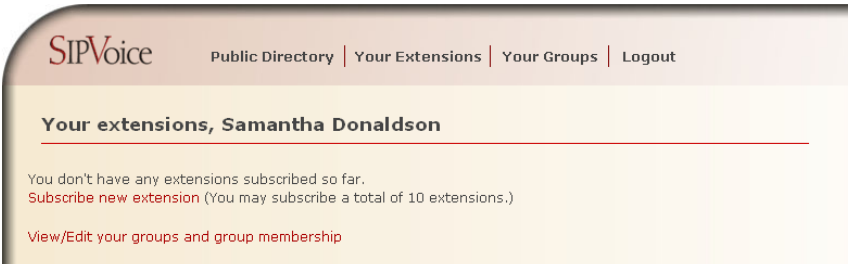 SIPVoice
Public Directory | Your Extensions | Your Groups | Logout
Your extensions, Samantha Donaldson
You don't have any extensions subscribed so far.
Subscribe new extension (You may subscribe a total of 10 extensions.)
View/Edit your groups and group membership